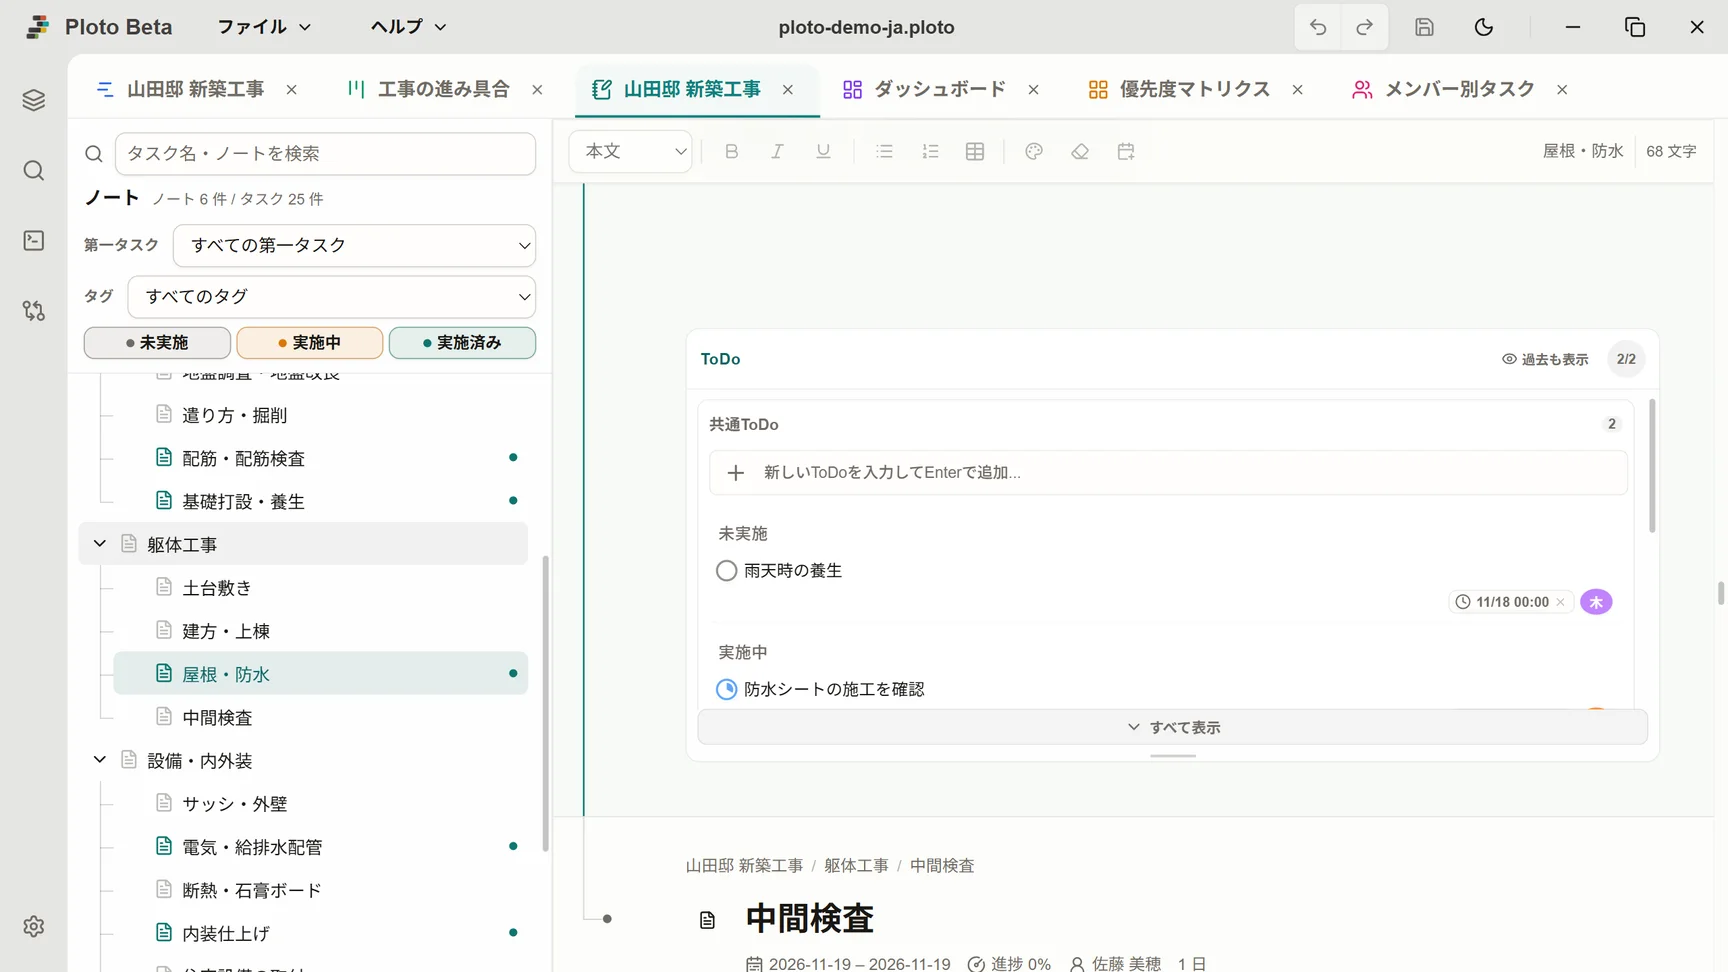 Ploto Beta ファイル ヘルプ ploto-demo-ja.ploto
山田邸 新築工事 工事の進み具合 山田邸 新築工事 ダッシュボード 優先度マトリクス メンバー別タスク
タスク名・ノートを検索
ノート ノート 6 件 / タスク 25 件
第一タスク すべての第一タスク
タグ すべてのタグ
未実施 実施中 実施済み
地盤調査・地盤改良
遣り方・掘削
配筋・配筋検査
基礎打設・養生
躯体工事
土台敷き
建方・上棟
屋根・防水
中間検査
設備・内外装
サッシ・外壁
電気・給排水配管
断熱・石膏ボード
内装仕上げ
本文 B I U 屋根・防水 68 文字
ToDo 過去も表示 2/2
共通ToDo 2
新しいToDoを入力してEnterで追加...
未実施
雨天時の養生
11/18 00:00 木
実施中
防水シートの施工を確認
すべて表示
山田邸 新築工事 / 躯体工事 / 中間検査
中間検査
2026-11-19 – 2026-11-19 進捗 0% 佐藤 美穂 1 日